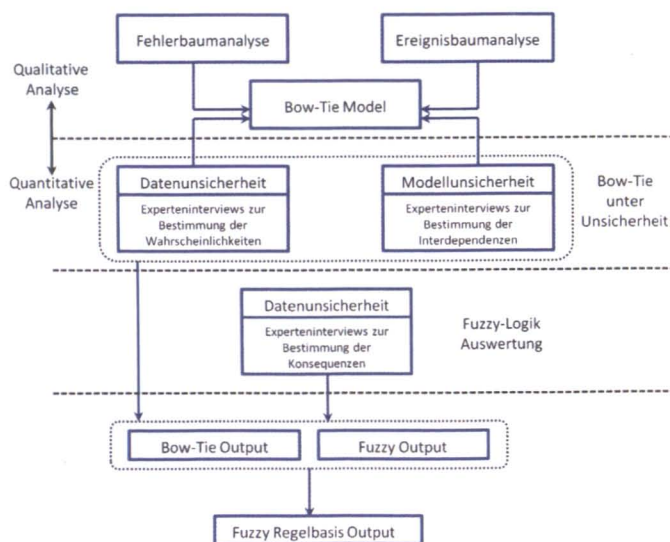 Fehlerbaumanalyse
Ereignisbaumanalyse
Qualitative
Analyse
Bow-Tie Model
Quantitative
Analyse
Datenunsicherheit
Experteninterviews zur
Bestimmung der
Wahrscheinlichkeiten
Modellunsicherheit
Experteninterviews zur
Bestimmung der
Interdependenzen
Bow-Tie
unter
Unsicherheit
Datenunsicherheit
Experteninterviews zur
Bestimmung der
Konsequenzen
Fuzzy-Logik
Auswertung
Bow-Tie Output
Fuzzy Output
Fuzzy Regelbasis Output